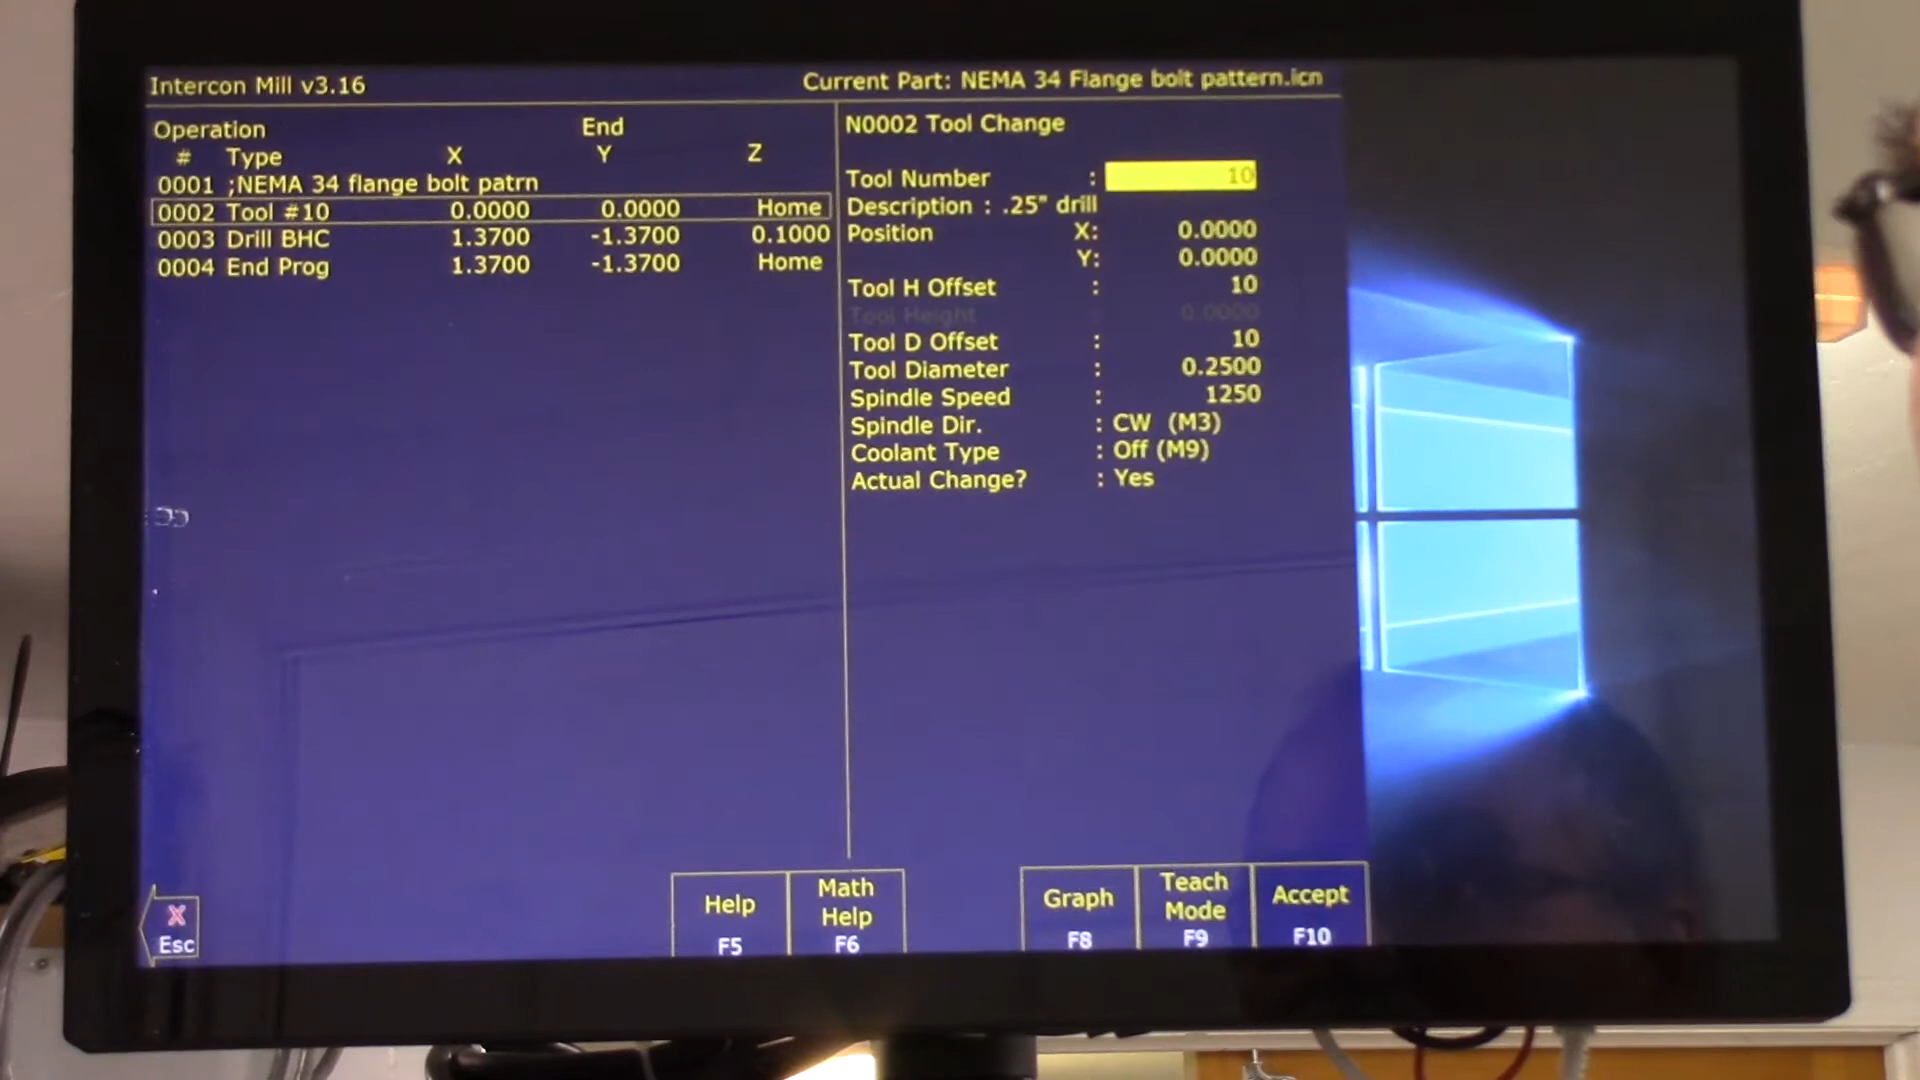 Intercon Mill v3.16
Current Part: NEMA 34 Flange bolt pattern.icn
Operation End
# Type X Y Z
0001 ;NEMA 34 flange bolt patrn
0002 Tool #10 0.0000 0.0000 Home
0003 Drill BHC 1.3700 -1.3700 0.1000
0004 End Prog 1.3700 -1.3700 Home
N0002 Tool Change
Tool Number : 10
Description : .25" drill
Position X: 0.0000
Y: 0.0000
Tool H Offset : 10
Tool Height : 0.0000
Tool D Offset : 10
Tool Diameter : 0.2500
Spindle Speed : 1250
Spindle Dir. : CW (M3)
Coolant Type : Off (M9)
Actual Change? : Yes
X
Esc
Help
F5
Math
Help
F6
Graph
F8
Teach
Mode
F9
Accept
F10